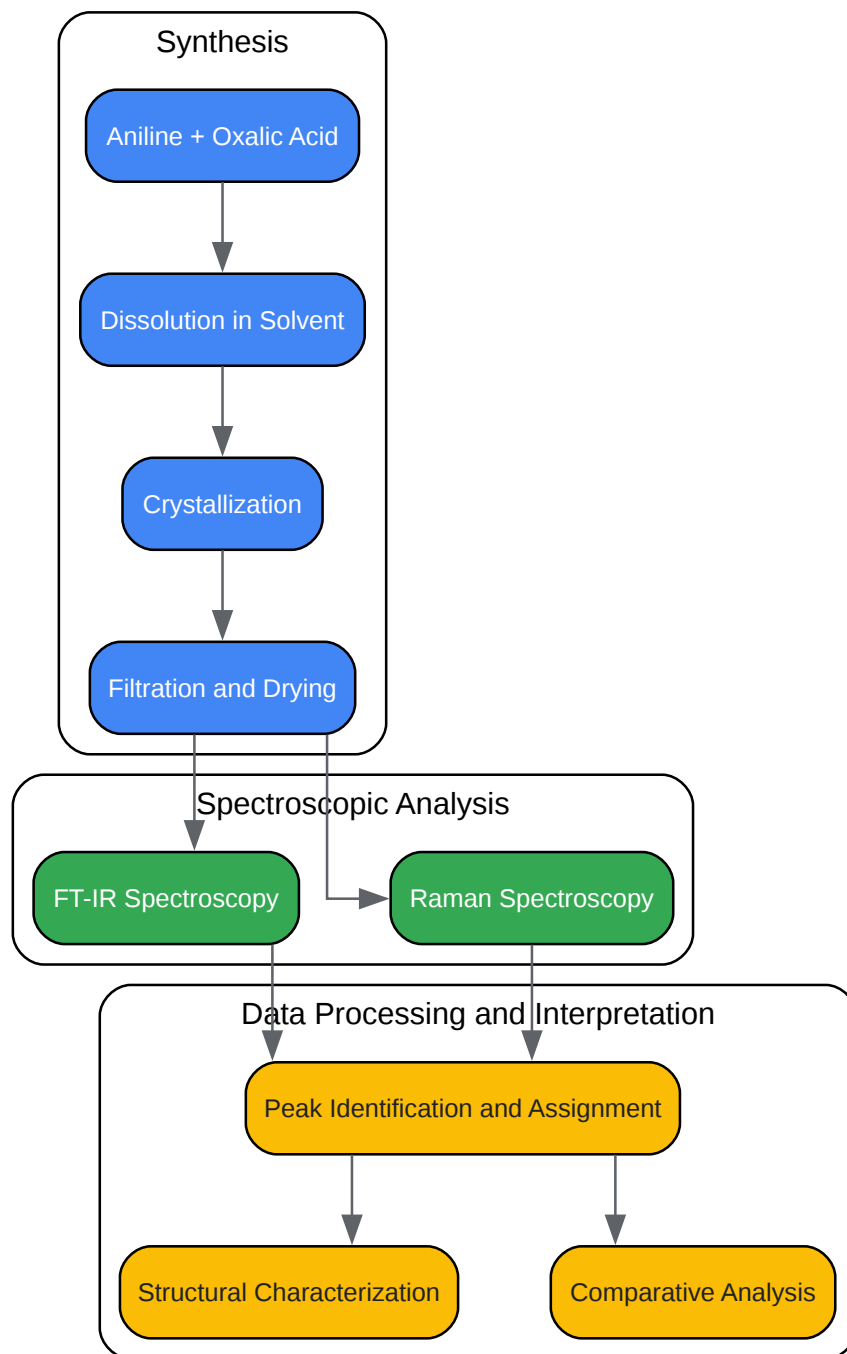 Synthesis
Aniline + Oxalic Acid
Dissolution in Solvent
Crystallization
Filtration and Drying
Spectroscopic Analysis
FT-IR Spectroscopy
Raman Spectroscopy
Data Processing and Interpretation
Peak Identification and Assignment
Structural Characterization
Comparative Analysis